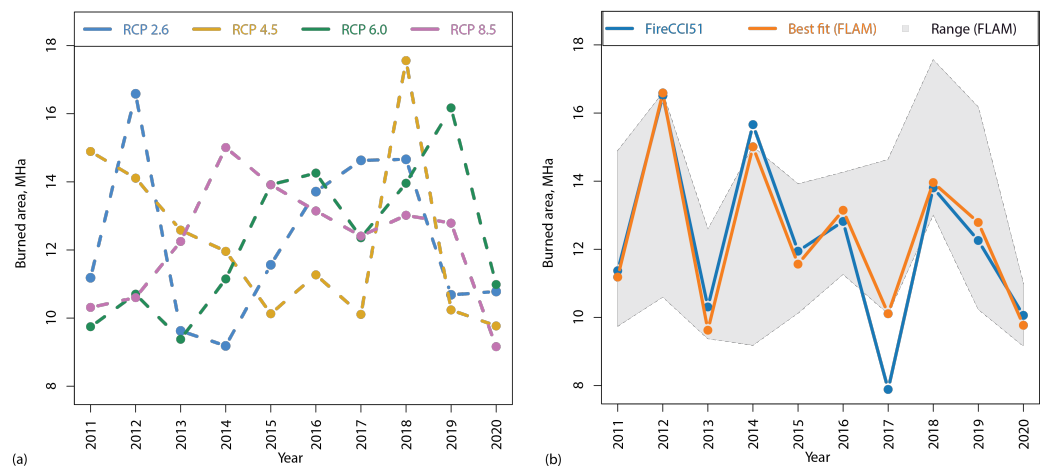 RCP 2.6 RCP 4.5 RCP 6.0 RCP 8.5
18
16
14
12
10
8
Burned area, MHa
2011 2012 2013 2014 2015 2016 2017 2018 2019 2020
Year
(a)
FireCCI51 Best fit (FLAM) Range (FLAM)
18
16
14
12
10
8
Burned area, MHa
2011 2012 2013 2014 2015 2016 2017 2018 2019 2020
Year
(b)